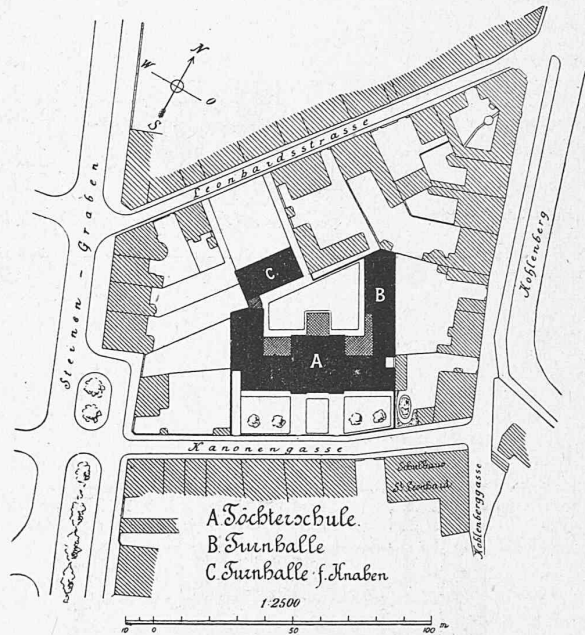 N
W
O
S
Leonhardsstrasse
Steinen-Graben
Kohlenberg
C
B
A
Kanonengasse
Schulhaus
St Leonhard
Kohlenberggasse
A Töchterschule.
B Turnhalle
C Turnhalle f. Knaben
1:2500
10 0 50 100 m